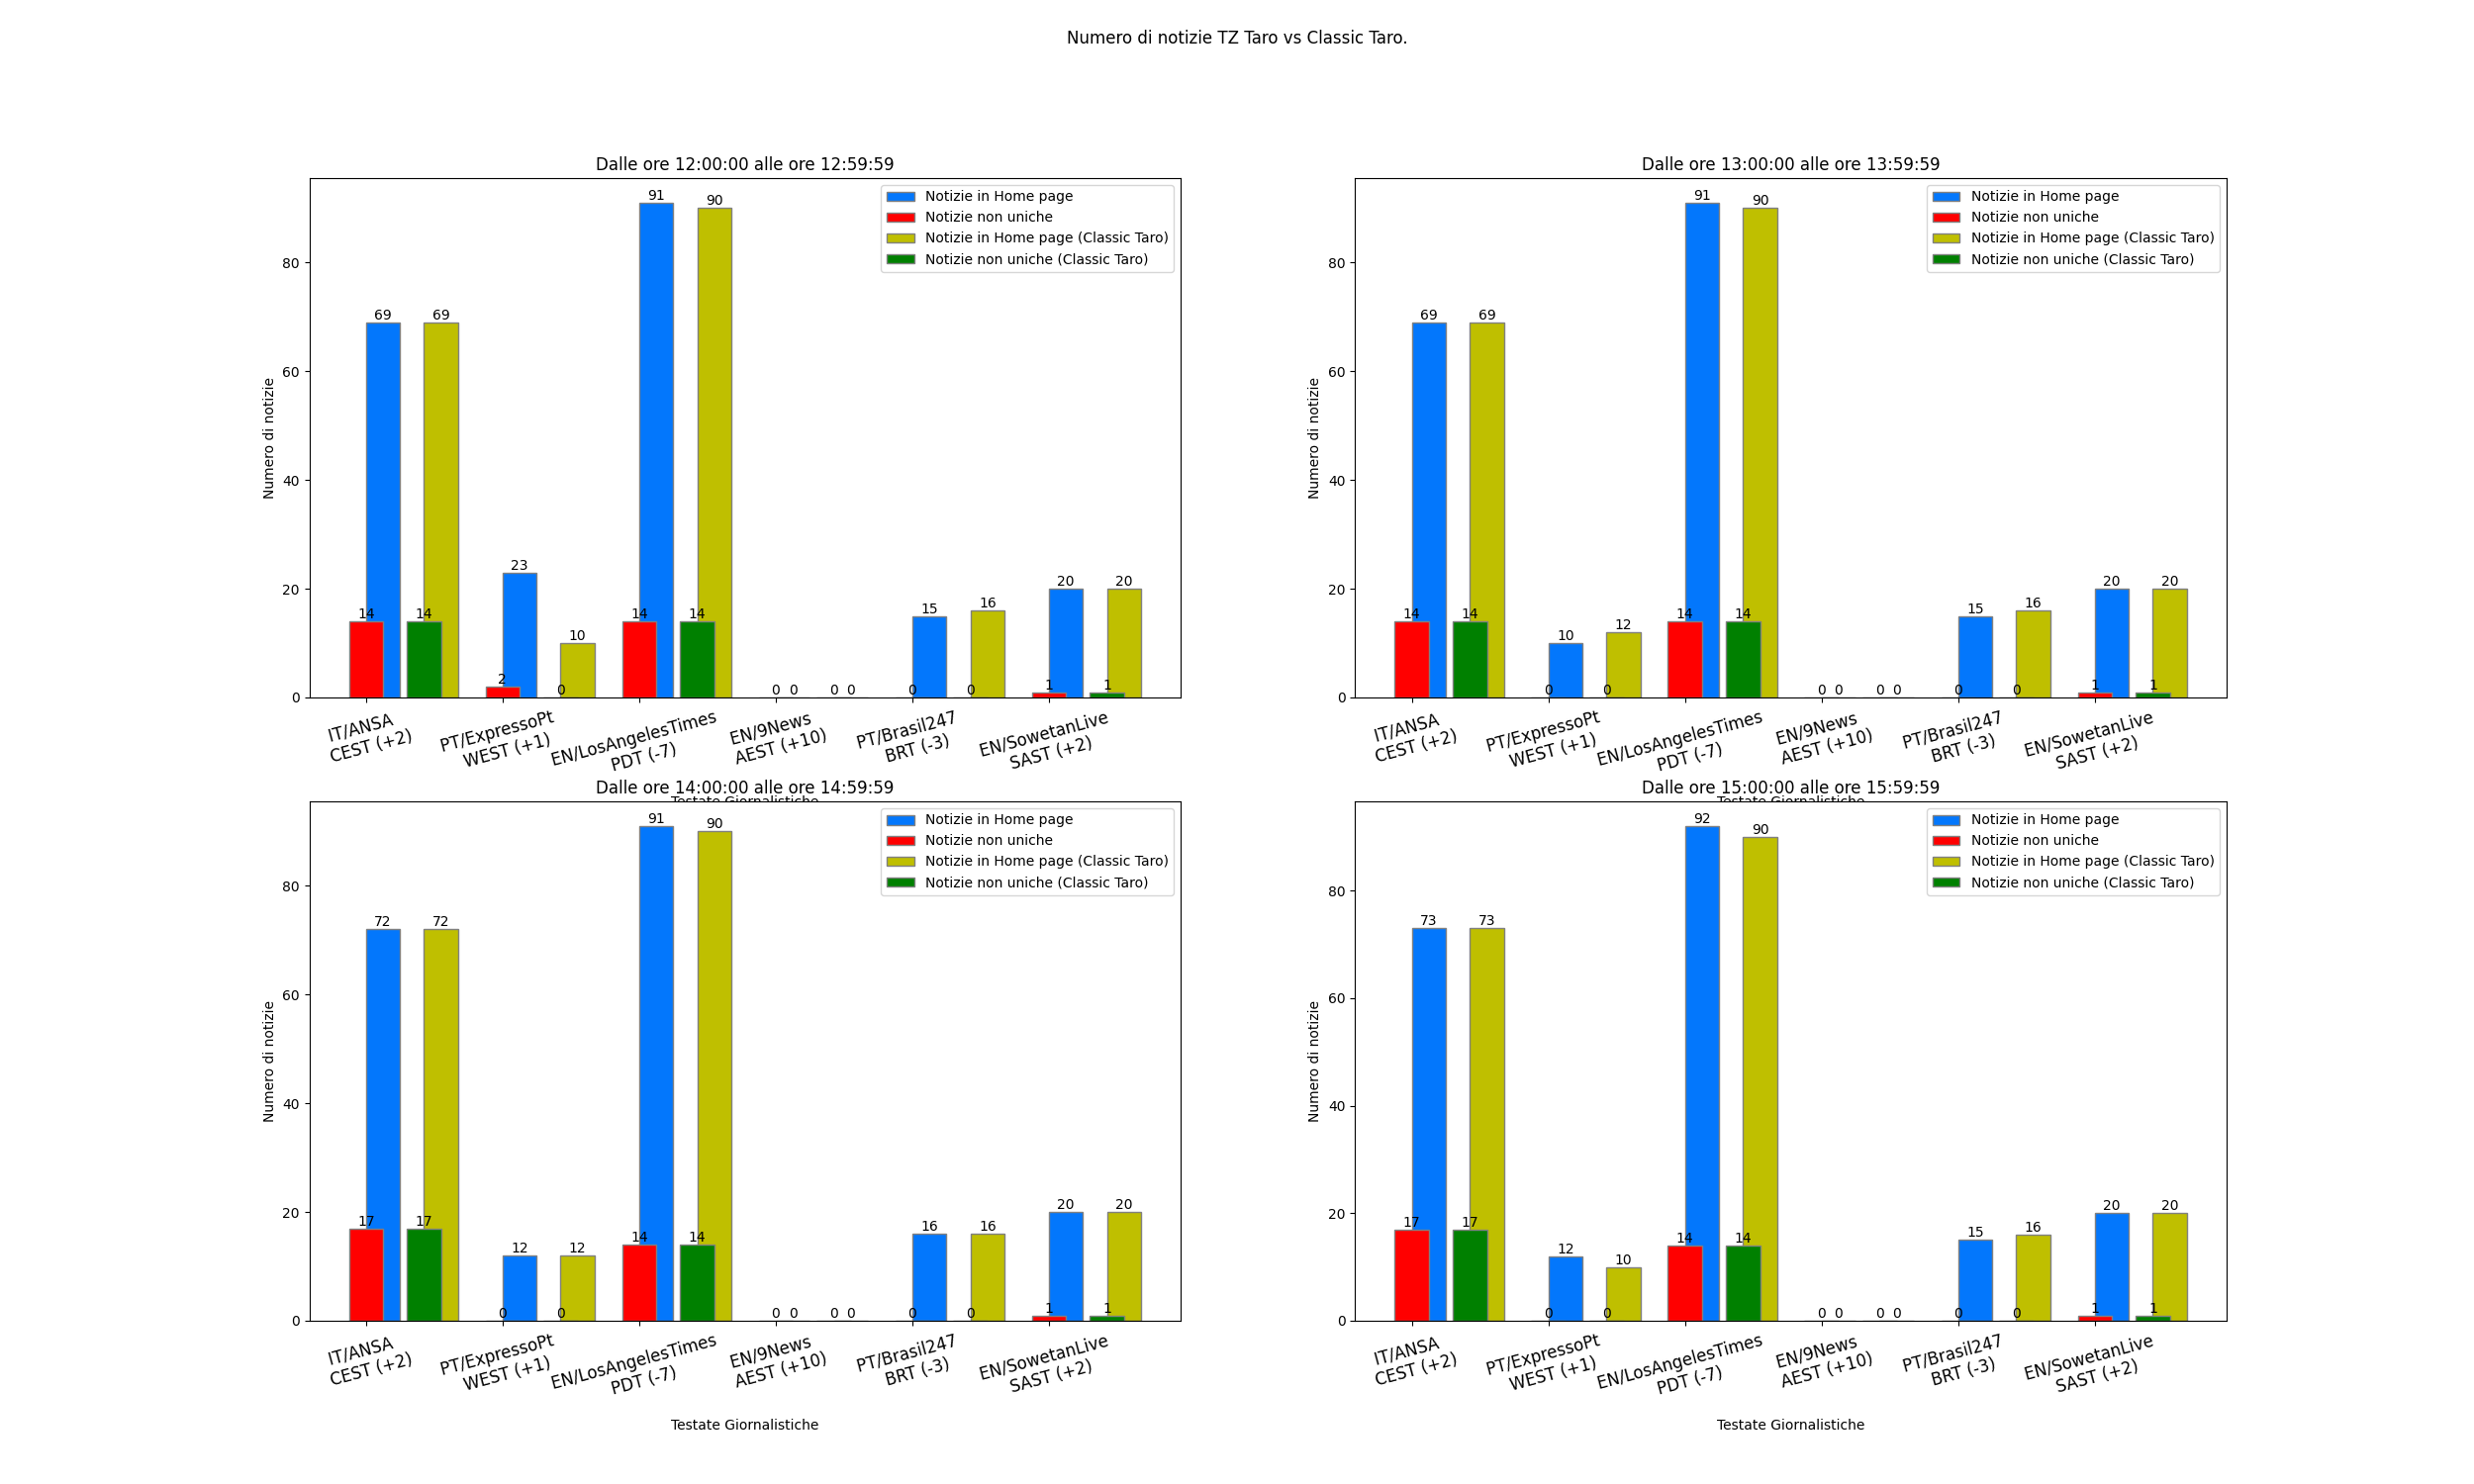 Numero di notizie TZ Taro vs Classic Taro.
Dalle ore 12:00:00 alle ore 12:59:59
Notizie in Home page
Notizie non uniche
Notizie in Home page (Classic Taro)
Notizie non uniche (Classic Taro)
Numero di notizie
80
60
40
20
0
14 69 14 69
2 23 0 10
14 91 14 90
0 0 0 0
0 15 0 16
1 20 1 20
IT/ANSA
CEST (+2)
PT/ExpressoPt
WEST (+1)
EN/LosAngelesTimes
PDT (-7)
EN/9News
AEST (+10)
PT/Brasil247
BRT (-3)
EN/SowetanLive
SAST (+2)
Testate Giornalistiche
Dalle ore 13:00:00 alle ore 13:59:59
Notizie in Home page
Notizie non uniche
Notizie in Home page (Classic Taro)
Notizie non uniche (Classic Taro)
Numero di notizie
80
60
40
20
0
14 69 14 69
0 10 0 12
14 91 14 90
0 0 0 0
0 15 0 16
1 20 1 20
IT/ANSA
CEST (+2)
PT/ExpressoPt
WEST (+1)
EN/LosAngelesTimes
PDT (-7)
EN/9News
AEST (+10)
PT/Brasil247
BRT (-3)
EN/SowetanLive
SAST (+2)
Testate Giornalistiche
Dalle ore 14:00:00 alle ore 14:59:59
Notizie in Home page
Notizie non uniche
Notizie in Home page (Classic Taro)
Notizie non uniche (Classic Taro)
Numero di notizie
80
60
40
20
0
17 72 17 72
0 12 0 12
14 91 14 90
0 0 0 0
0 16 0 16
1 20 1 20
IT/ANSA
CEST (+2)
PT/ExpressoPt
WEST (+1)
EN/LosAngelesTimes
PDT (-7)
EN/9News
AEST (+10)
PT/Brasil247
BRT (-3)
EN/SowetanLive
SAST (+2)
Testate Giornalistiche
Dalle ore 15:00:00 alle ore 15:59:59
Notizie in Home page
Notizie non uniche
Notizie in Home page (Classic Taro)
Notizie non uniche (Classic Taro)
Numero di notizie
80
60
40
20
0
17 73 17 73
0 12 0 10
14 92 14 90
0 0 0 0
0 15 0 16
1 20 1 20
IT/ANSA
CEST (+2)
PT/ExpressoPt
WEST (+1)
EN/LosAngelesTimes
PDT (-7)
EN/9News
AEST (+10)
PT/Brasil247
BRT (-3)
EN/SowetanLive
SAST (+2)
Testate Giornalistiche